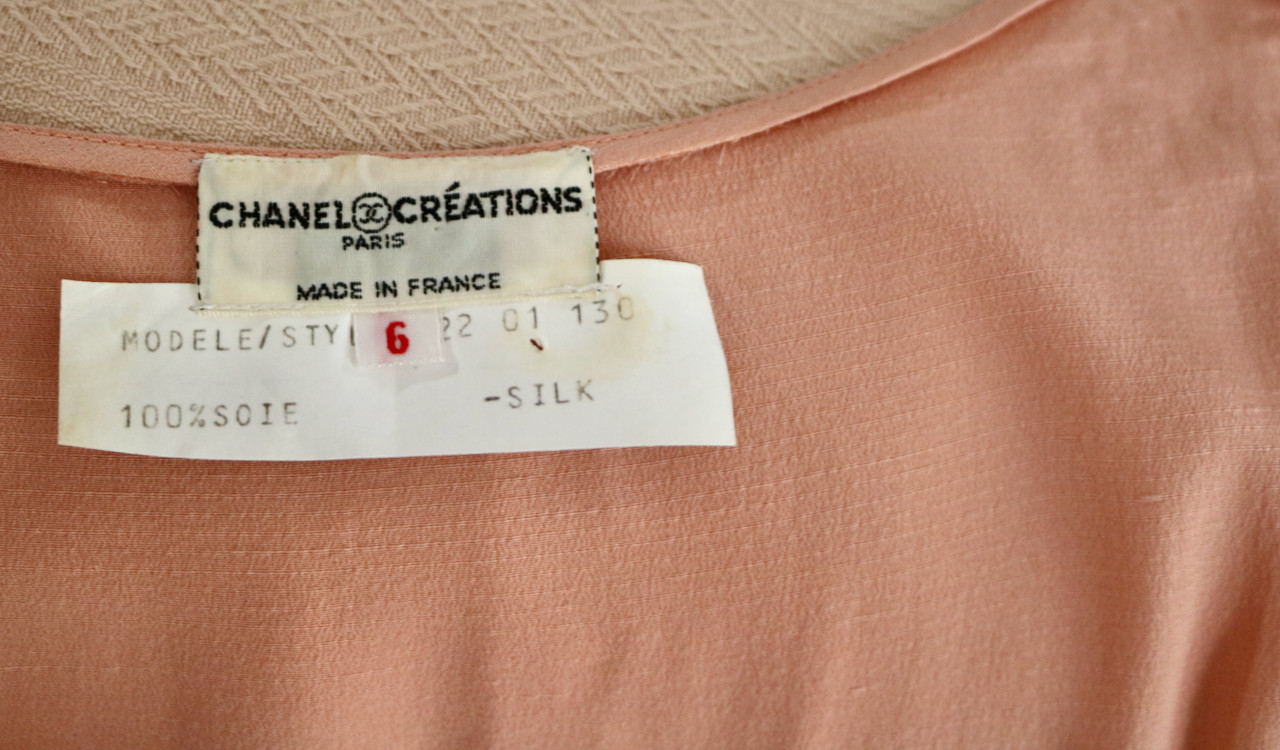 CHANEL CRÉATIONS
PARIS
MADE IN FRANCE
MODELE/STY 6 22 01 130
100%SOIE -SILK